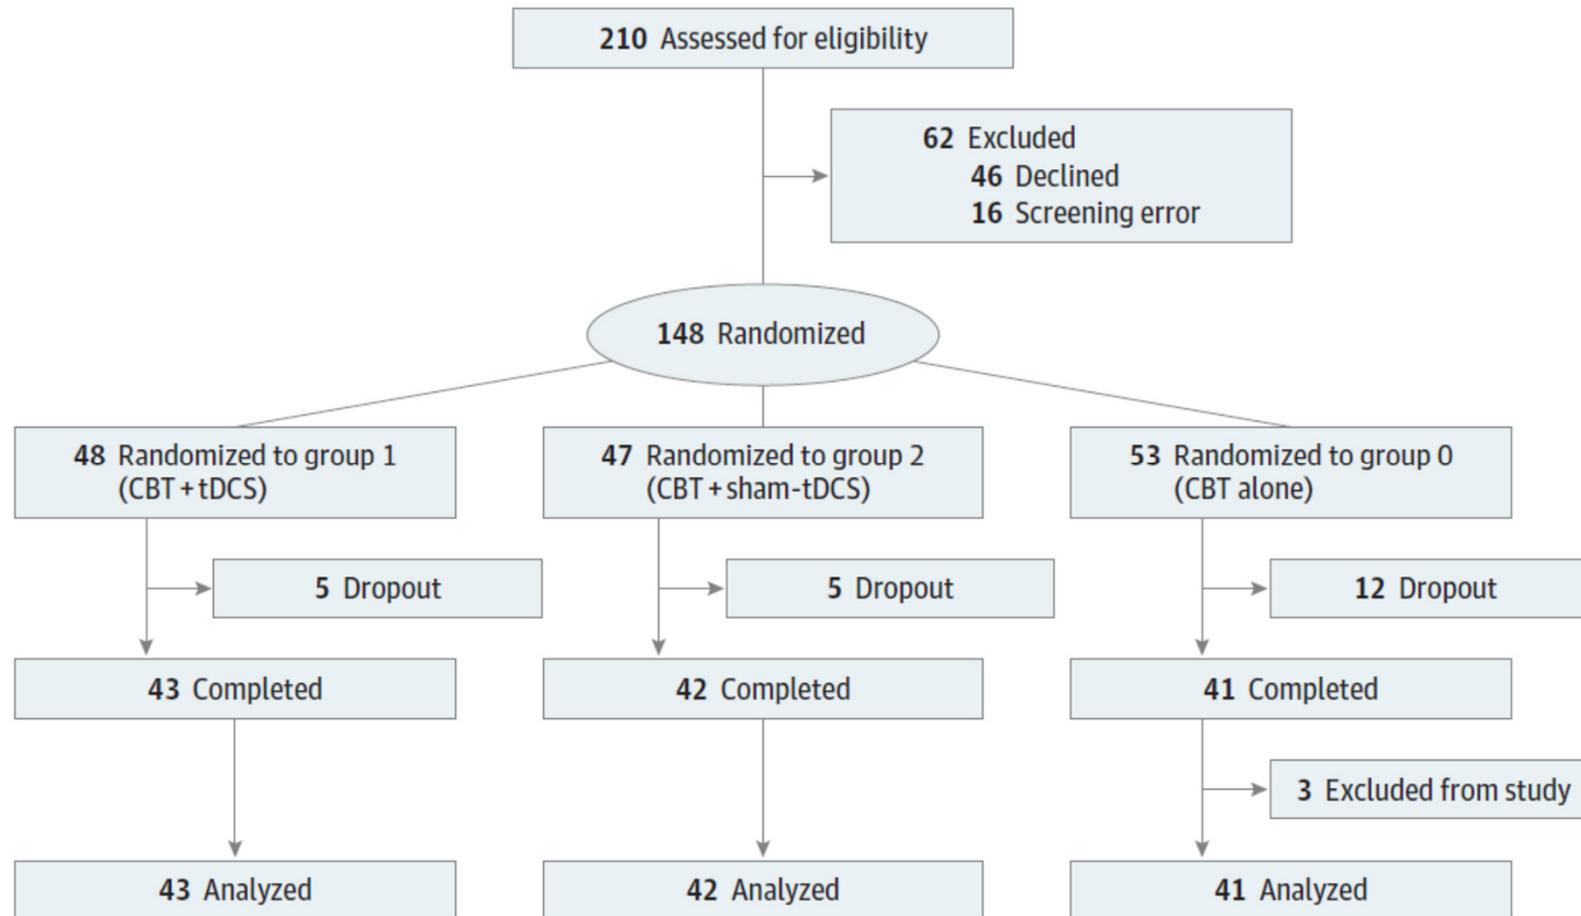 210 Assessed for eligibility
62 Excluded
46 Declined
16 Screening error
148 Randomized
48 Randomized to group 1
(CBT + tDCS)
47 Randomized to group 2
(CBT + sham-tDCS)
53 Randomized to group 0
(CBT alone)
5 Dropout
5 Dropout
12 Dropout
43 Completed
42 Completed
41 Completed
3 Excluded from study
43 Analyzed
42 Analyzed
41 Analyzed